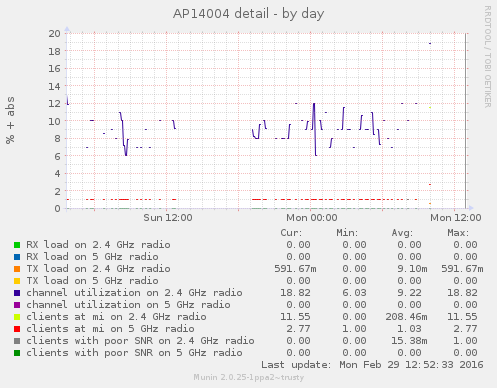 AP14004 detail - by day
RRDTOOL / TOBI OETIKER
% + abs
20
18
16
14
12
10
8
6
4
2
0
Sun 12:00 Mon 00:00 Mon 12:00
Cur: Min: Avg: Max:
RX load on 2.4 GHz radio 0.00 0.00 0.00 0.00
RX load on 5 GHz radio 0.00 0.00 0.00 0.00
TX load on 2.4 GHz radio 591.67m 0.00 9.10m 591.67m
TX load on 5 GHz radio 0.00 0.00 0.00 0.00
channel utilization on 2.4 GHz radio 18.82 6.03 9.22 18.82
channel utilization on 5 GHz radio 0.00 0.00 0.00 0.00
clients at mi on 2.4 GHz radio 11.55 0.00 208.46m 11.55
clients at mi on 5 GHz radio 2.77 1.00 1.03 2.77
clients with poor SNR on 2.4 GHz radio 0.00 0.00 15.38m 1.00
clients with poor SNR on 5 GHz radio 0.00 0.00 0.00 0.00
Last update: Mon Feb 29 12:52:33 2016
Munin 2.0.25-1ppa2~trusty